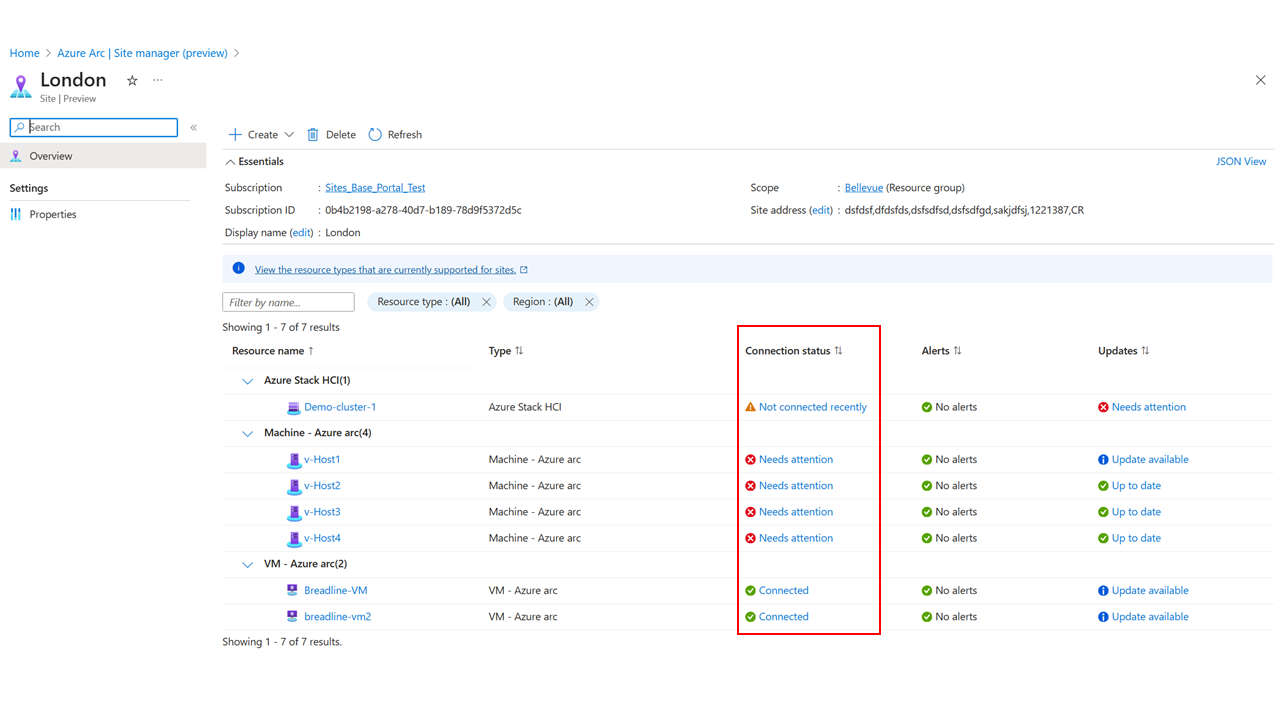 Home > Azure Arc | Site manager (preview) >
London
Site | Preview
Search
Overview
Settings
Properties
Create Delete Refresh
Essentials JSON View
Subscription : Sites_Base_Portal_Test Scope : Bellevue (Resource group)
Subscription ID : 0b4b2198-a278-40d7-b189-78d9f5372d5c Site address (edit) : dsfdsf,dfdsfds,dsfsdfsd,dsfsdfgd,sakjdfsj,1221387,CR
Display name (edit) : London
View the resource types that are currently supported for sites.
Filter by name... Resource type : (All) Region : (All)
Showing 1 - 7 of 7 results
Resource name ↑ Type ↑↓ Connection status ↑↓ Alerts ↑↓ Updates ↑↓
Azure Stack HCI(1)
Demo-cluster-1 Azure Stack HCI Not connected recently No alerts Needs attention
Machine - Azure arc(4)
v-Host1 Machine - Azure arc Needs attention No alerts Update available
v-Host2 Machine - Azure arc Needs attention No alerts Up to date
v-Host3 Machine - Azure arc Needs attention No alerts Up to date
v-Host4 Machine - Azure arc Needs attention No alerts Up to date
VM - Azure arc(2)
Breadline-VM VM - Azure arc Connected No alerts Update available
breadline-vm2 VM - Azure arc Connected No alerts Update available
Showing 1 - 7 of 7 results.